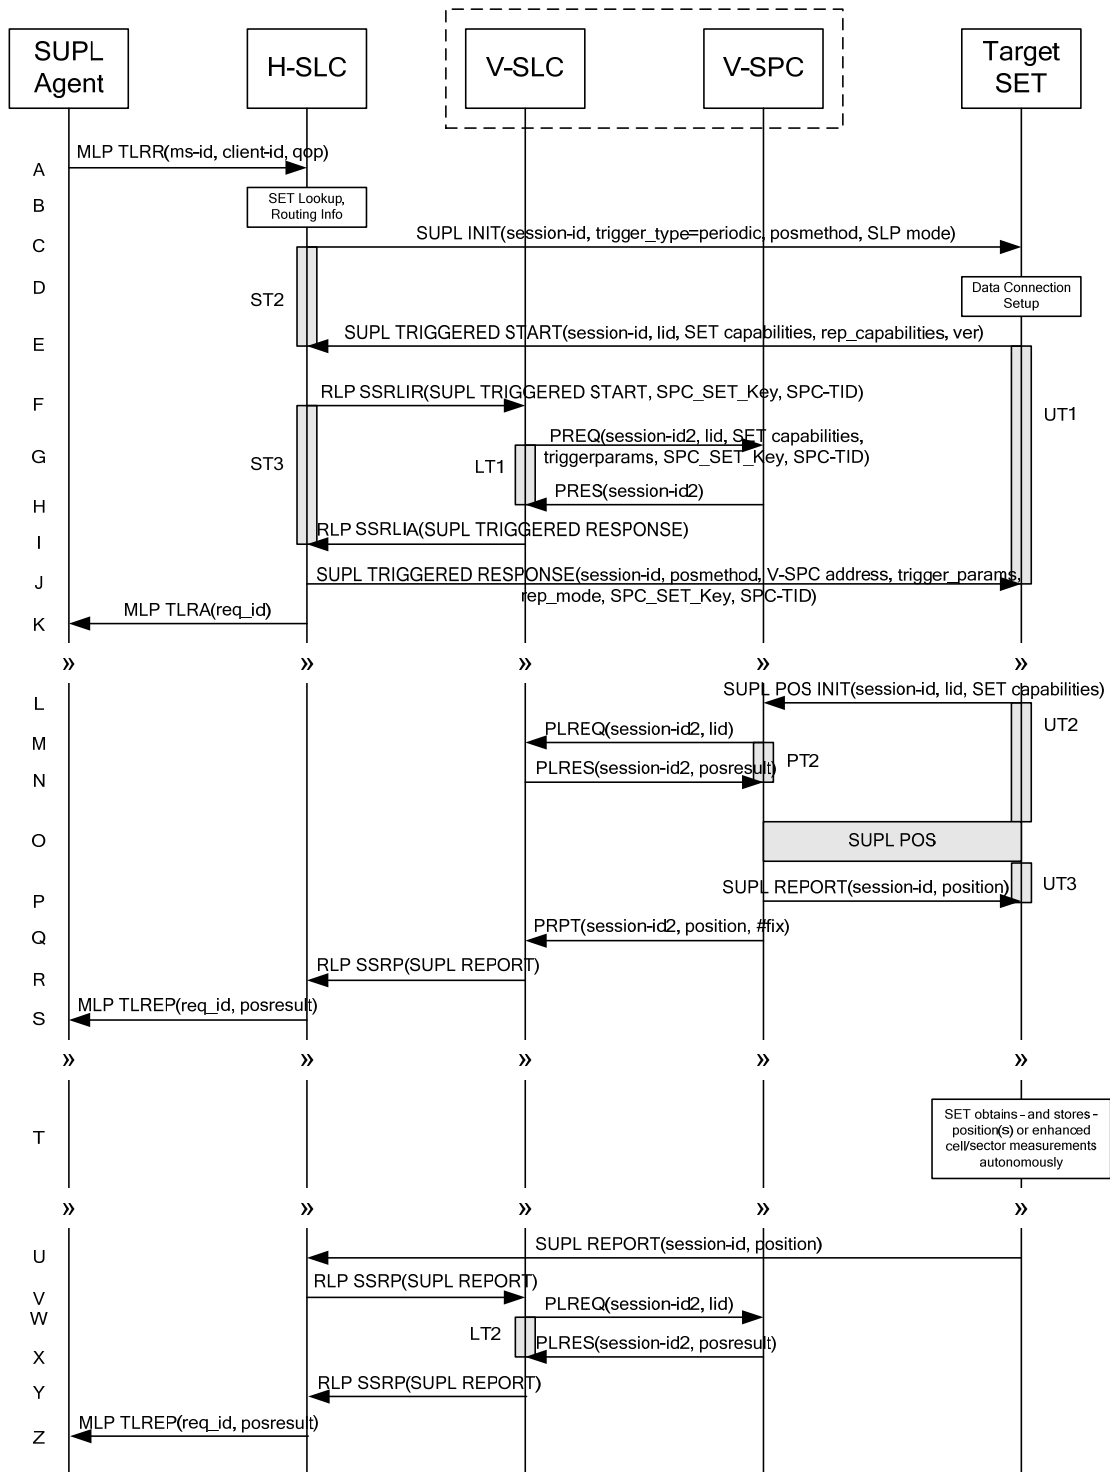 SUPL
Agent
H-SLC
V-SLC
V-SPC
Target
SET
A
MLP TLRR(ms-id, client-id, qop)
B
SET Lookup,
Routing Info
C
SUPL INIT(session-id, trigger_type=periodic, posmethod, SLP mode)
D
ST2
Data Connection
Setup
E
SUPL TRIGGERED START(session-id, lid, SET capabilities, rep_capabilities, ver)
F
RLP SSRLIR(SUPL TRIGGERED START, SPC_SET_Key, SPC-TID)
UT1
G
ST3
LT1
PREQ(session-id2, lid, SET capabilities,
triggerparams, SPC_SET_Key, SPC-TID)
H
PRES(session-id2)
I
RLP SSRLIA(SUPL TRIGGERED RESPONSE)
J
SUPL TRIGGERED RESPONSE(session-id, posmethod, V-SPC address, trigger_params,
rep_mode, SPC_SET_Key, SPC-TID)
K
MLP TLRA(req_id)
» » » » »
L
SUPL POS INIT(session-id, lid, SET capabilities)
UT2
M
PLREQ(session-id2, lid)
PT2
N
PLRES(session-id2, posresult)
O
SUPL POS
P
SUPL REPORT(session-id, position)
UT3
Q
PRPT(session-id2, position, #fix)
R
RLP SSRP(SUPL REPORT)
S
MLP TLREP(req_id, posresult)
» » » » »
T
SET obtains - and stores -
position(s) or enhanced
cell/sector measurements
autonomously
» » » » »
U
SUPL REPORT(session-id, position)
V
RLP SSRP(SUPL REPORT)
W
PLREQ(session-id2, lid)
LT2
X
PLRES(session-id2, posresult)
Y
RLP SSRP(SUPL REPORT)
Z
MLP TLREP(req_id, posresult)